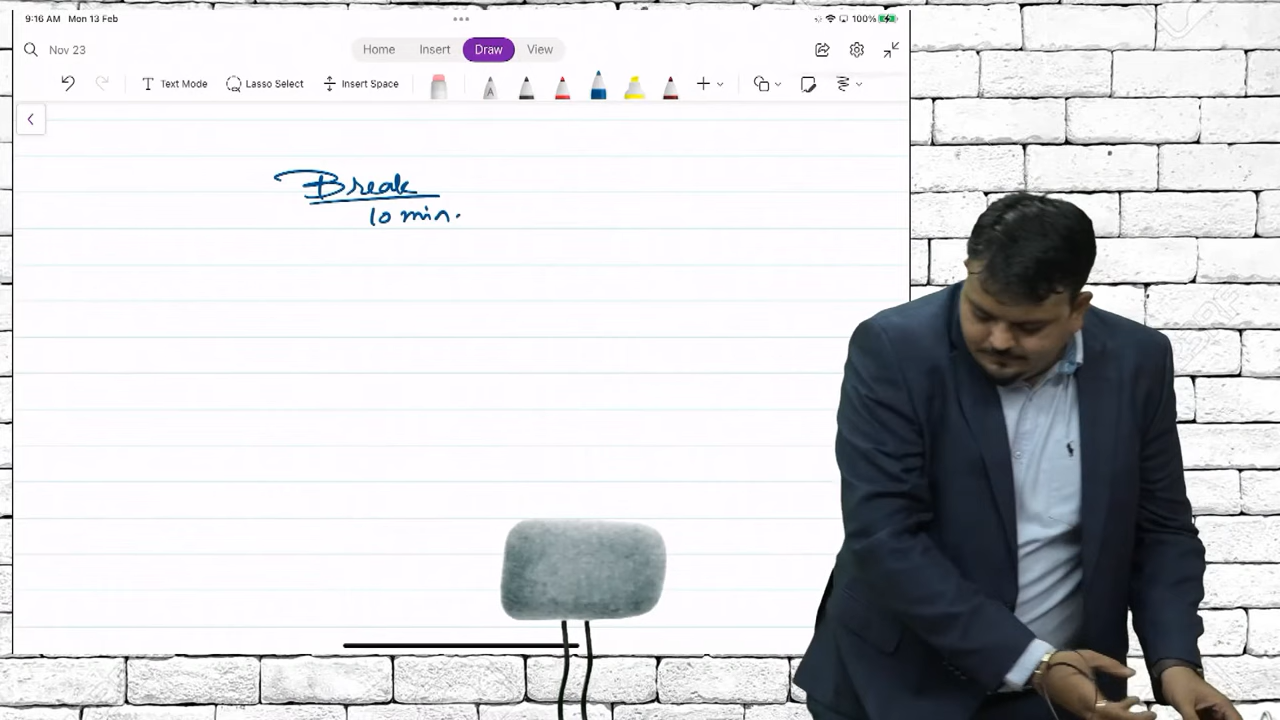 9:16 AM Mon 13 Feb
100%
Nov 23
Home Insert Draw View
Text Mode Lasso Select Insert Space
A
Break
10 min.